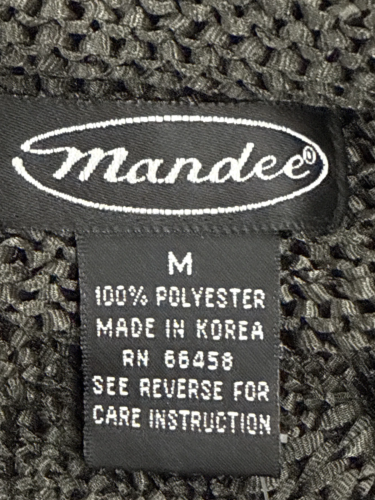 mandee®
M
100% POLYESTER
MADE IN KOREA
RN 66458
SEE REVERSE FOR
CARE INSTRUCTION